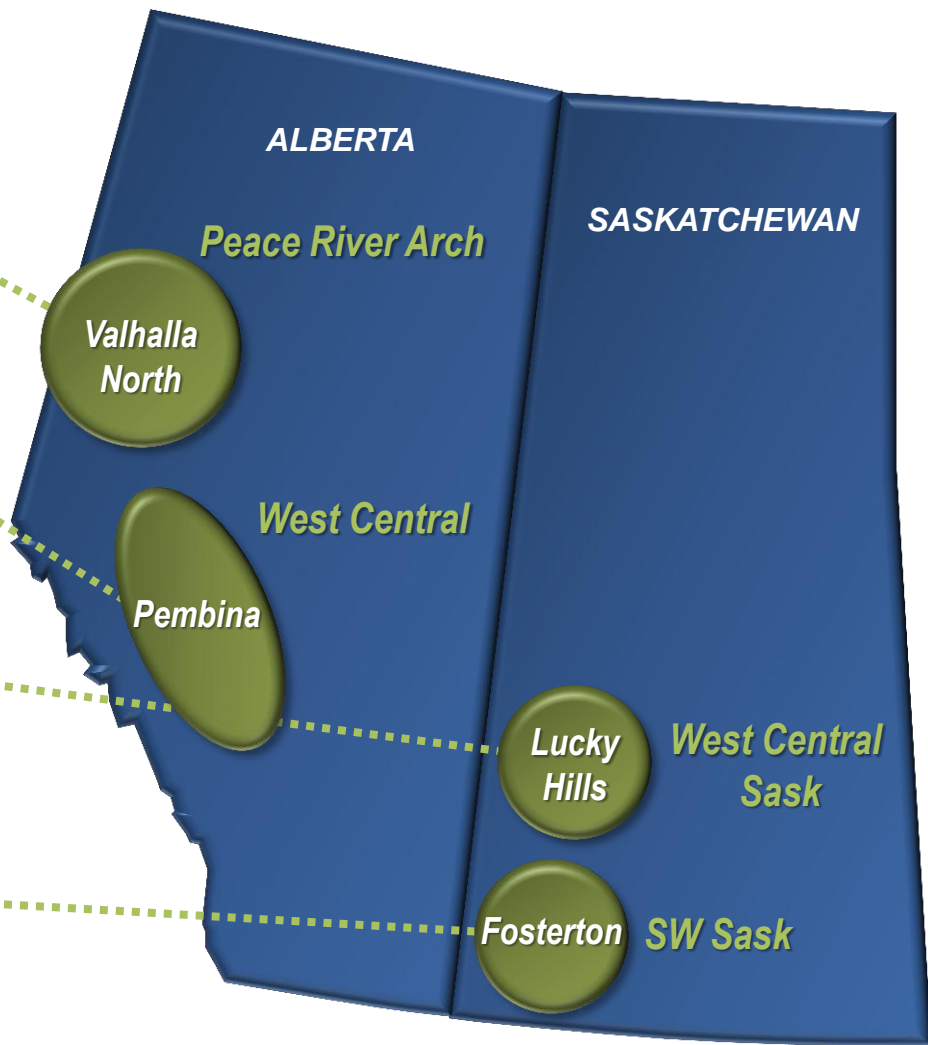 ALBERTA
SASKATCHEWAN
Peace River Arch
Valhalla
North
West Central
Pembina
Lucky
Hills
West Central
Sask
Fosterton
SW Sask